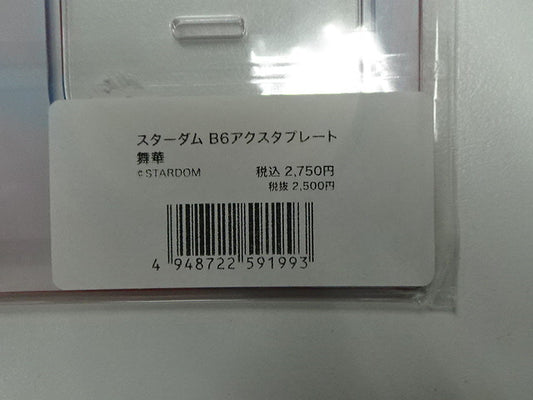 スターダム B6アクスタプレート
舞華
©STARDOM 税込 2,750円
税抜 2,500円
4 948722 591993